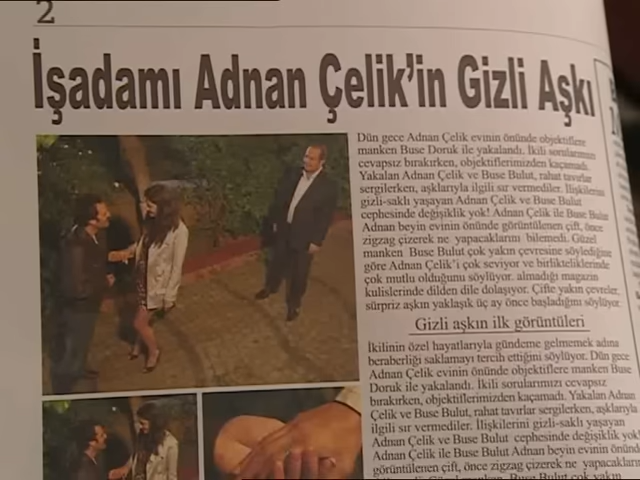 2
İşadamı Adnan Çelik'in Gizli Aşkı
Dün gece Adnan Çelik evinin önünde objektiflere
manken Buse Doruk ile yakalandı. İkili sorularımızı
cevapsız bırakırken, objektiflerimizden kaçamadı.
Yakalan Adnan Çelik ve Buse Bulut, rahat tavırlar
sergilerken, aşklarıyla ilgili sır vermediler. İlişkilerini
gizli-saklı yaşayan Adnan Çelik ve Buse Bulut
cephesinde değişiklik yok! Adnan Çelik ile Buse Bulut
Adnan beyin evinin önünde görüntülenen çift, önce
zigzag çizerek ne yapacaklarını bilemedi. Güzel
manken Buse Bulut çok yakın çevresine söylediğine
göre Adnan Çelik'i çok seviyor ve birlikteliklerinde
çok mutlu olduğunu söylüyor. almadığı magazin
kulislerinde dilden dile dolaşıyor. Çifte yakın çevreler,
sürpriz aşkın yaklaşık üç ay önce başladığını söylüyor.
Gizli aşkın ilk görüntüleri
İkilinin özel hayatlarıyla gündeme gelmemek adına
beraberliği saklamayı tercih ettiğini söylüyor. Dün gece
Adnan Çelik evinin önünde objektiflere manken Buse
Doruk ile yakalandı. İkili sorularımızı cevapsız
bırakırken, objektiflerimizden kaçamadı. Yakalan Adnan
Çelik ve Buse Bulut, rahat tavırlar sergilerken, aşklarıyla
ilgili sır vermediler. İlişkilerini gizli-saklı yaşayan
Adnan Çelik ve Buse Bulut cephesinde değişiklik yok!
Adnan Çelik ile Buse Bulut Adnan beyin evinin önünde
görüntülenen çift, önce zigzag çizerek ne yapacaklarını